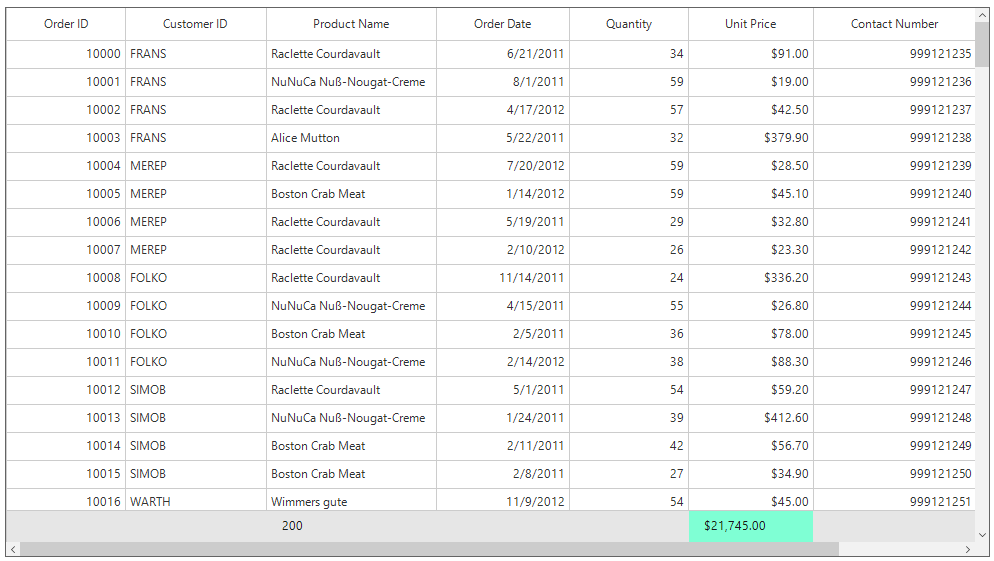 Order ID Customer ID Product Name Order Date Quantity Unit Price Contact Number
10000 FRANS Raclette Courdavault 6/21/2011 34 $91.00 999121235
10001 FRANS NuNuCa Nuß-Nougat-Creme 8/1/2011 59 $19.00 999121236
10002 FRANS Raclette Courdavault 4/17/2012 57 $42.50 999121237
10003 FRANS Alice Mutton 5/22/2011 32 $379.90 999121238
10004 MEREP Raclette Courdavault 7/20/2012 59 $28.50 999121239
10005 MEREP Boston Crab Meat 1/14/2012 59 $45.10 999121240
10006 MEREP Raclette Courdavault 5/19/2011 29 $32.80 999121241
10007 MEREP Raclette Courdavault 2/10/2012 26 $23.30 999121242
10008 FOLKO Raclette Courdavault 11/14/2011 24 $336.20 999121243
10009 FOLKO NuNuCa Nuß-Nougat-Creme 4/15/2011 55 $26.80 999121244
10010 FOLKO Boston Crab Meat 2/5/2011 36 $78.00 999121245
10011 FOLKO NuNuCa Nuß-Nougat-Creme 2/14/2012 38 $88.30 999121246
10012 SIMOB Raclette Courdavault 5/1/2011 54 $59.20 999121247
10013 SIMOB NuNuCa Nuß-Nougat-Creme 1/24/2011 39 $412.60 999121248
10014 SIMOB Boston Crab Meat 2/11/2011 42 $56.70 999121249
10015 SIMOB Boston Crab Meat 2/8/2011 27 $34.90 999121250
10016 WARTH Wimmers gute 11/9/2012 54 $45.00 999121251
200 $21,745.00